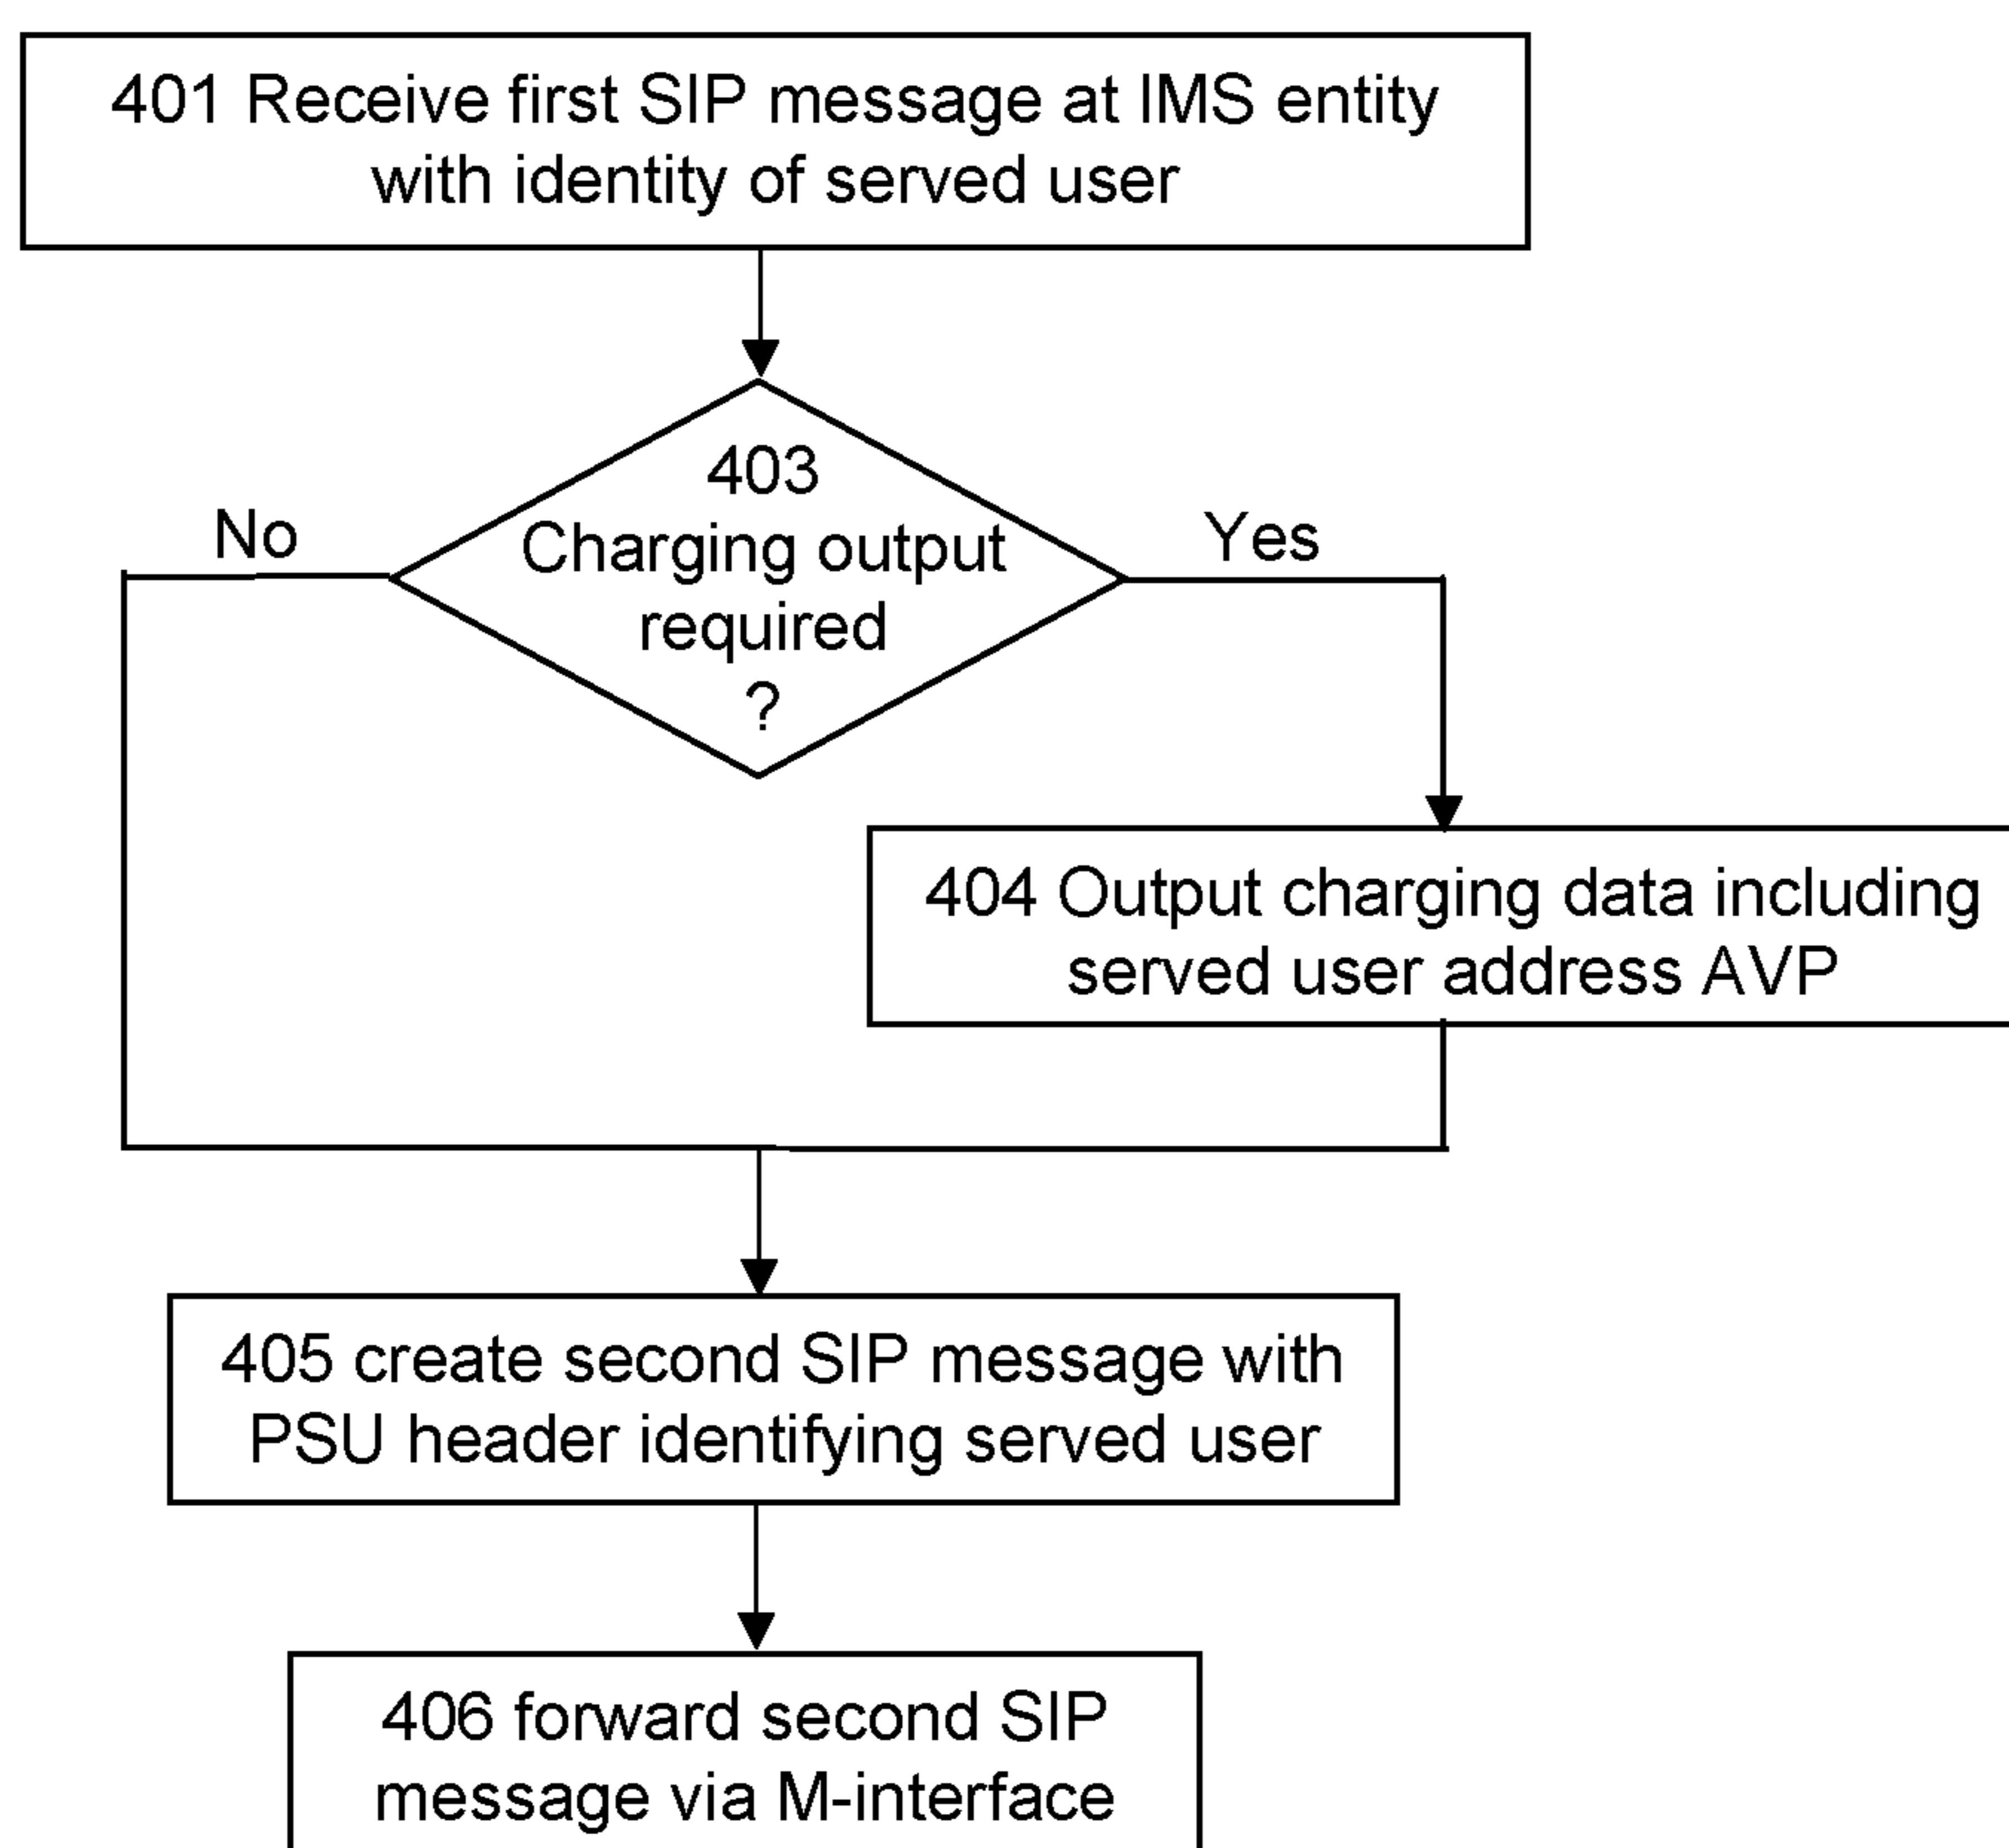 401 Receive first SIP message at IMS entity
with identity of served user
403
Charging output
required
?
No
Yes
404 Output charging data including
served user address AVP
405 create second SIP message with
PSU header identifying served user
406 forward second SIP
message via M-interface